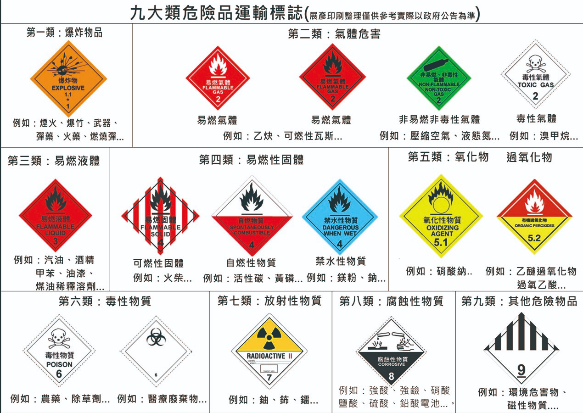 九大類危險品運輸標誌(展產印刷整理僅供參考實際以政府公告為準)
第一類：爆炸物品
爆炸物
EXPLOSIVE
1.1
1
例如：煙火、爆竹、武器、
彈藥、火藥、燃燒彈...
第二類：氣體危害
易燃氣體
FLAMMABLE
GAS
2
易燃氣體
易燃氣體
FLAMMABLE
GAS
2
易燃氣體
例如：乙炔、可燃性瓦斯...
非易燃、非毒性
氣體
NON-FLAMMABLE
NON-TOXIC
GAS
2
非易燃非毒性氣體
例如：壓縮空氣、液態氮...
毒性氣體
TOXIC GAS
2
毒性氣體
例如：溴甲烷...
第三類：易燃液體
易燃液體
FLAMMABLE
LIQUID
3
例如：汽油、酒精
甲苯、油漆、
煤油稀釋溶劑...
第四類：易燃性固體
易燃固體
FLAMMABLE
4
可燃性固體
例如：火柴...
自燃性物質
4
自燃性物質
例如：活性碳、黃磷...
禁水性物質
DANGEROUS
WHEN WET
4
禁水性物質
例如：鎂粉、鈉...
第五類：氧化物 過氧化物
氧化性物質
OXIDIZING
AGENT
5.1
例如：硝酸鈉..
有機過氧化物
ORGANIC PEROXIDES
5.2
例如：乙醚過氧化物
過氧乙酸...
第六類：毒性物質
毒性物質
POISON
6
例如：農藥、除草劑...
例如：醫療廢棄物...
第七類：放射性物質
RADIOACTIVE II
7
例如：鈾、鈽、鐳...
第八類：腐蝕性物質
腐蝕性物質
CORROSIVE
8
例如：強酸、強鹼、硝酸
鹽酸、硫酸、鉛酸電池...
第九類：其他危險物品
9
例如：環境危害物、
磁性物質....